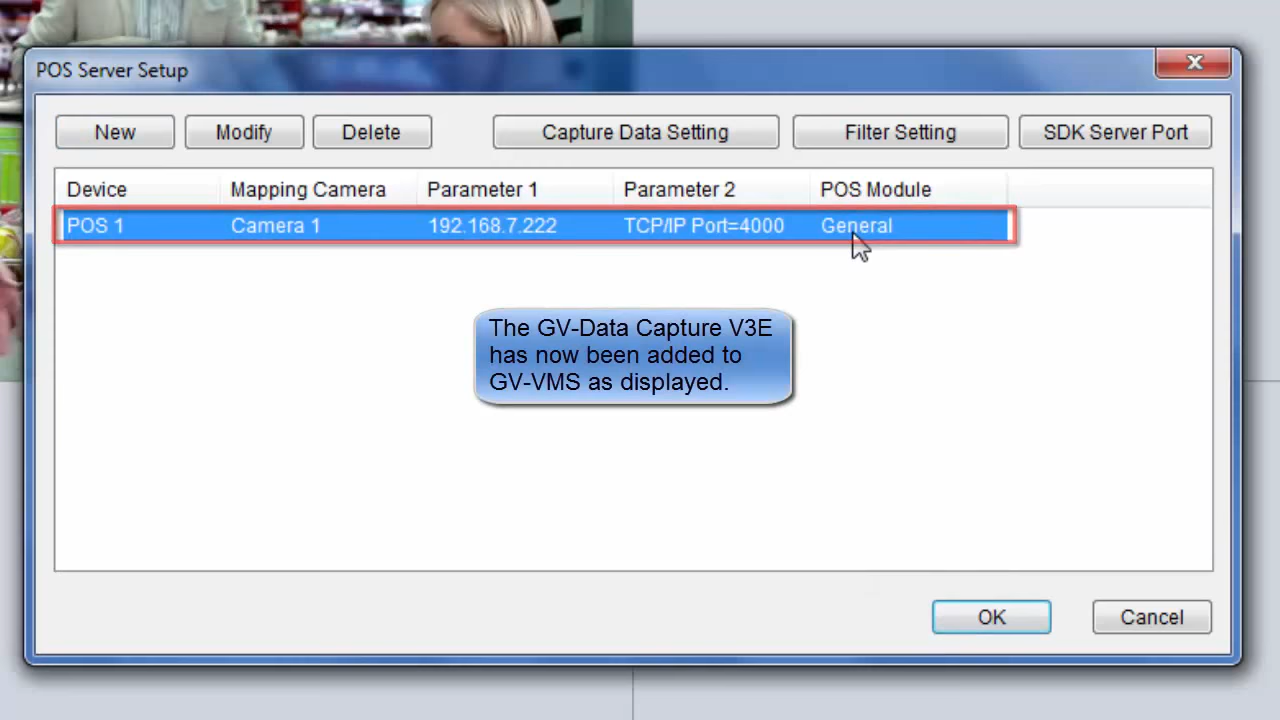 POS Server Setup
New Modify Delete Capture Data Setting Filter Setting SDK Server Port
Device Mapping Camera Parameter 1 Parameter 2 POS Module
POS 1 Camera 1 192.168.7.222 TCP/IP Port=4000 General
The GV-Data Capture V3E
has now been added to
GV-VMS as displayed.
OK Cancel